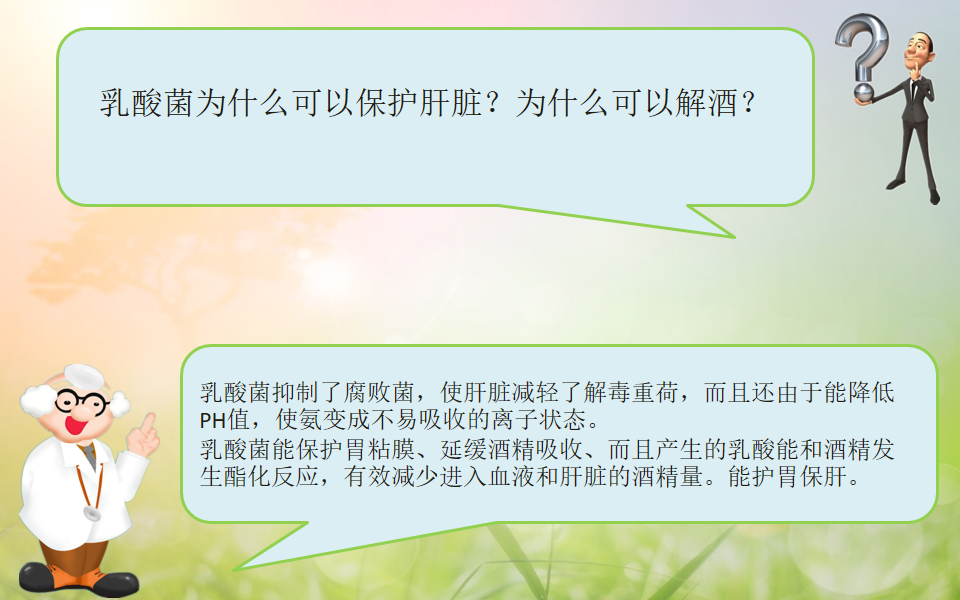 乳酸菌为什么可以保护肝脏？为什么可以解酒？
乳酸菌抑制了腐败菌，使肝脏减轻了解毒重荷，而且还由于能降低
PH值，使氨变成不易吸收的离子状态。
乳酸菌能保护胃粘膜、延缓酒精吸收、而且产生的乳酸能和酒精发
生酯化反应，有效减少进入血液和肝脏的酒精量。能护胃保肝。